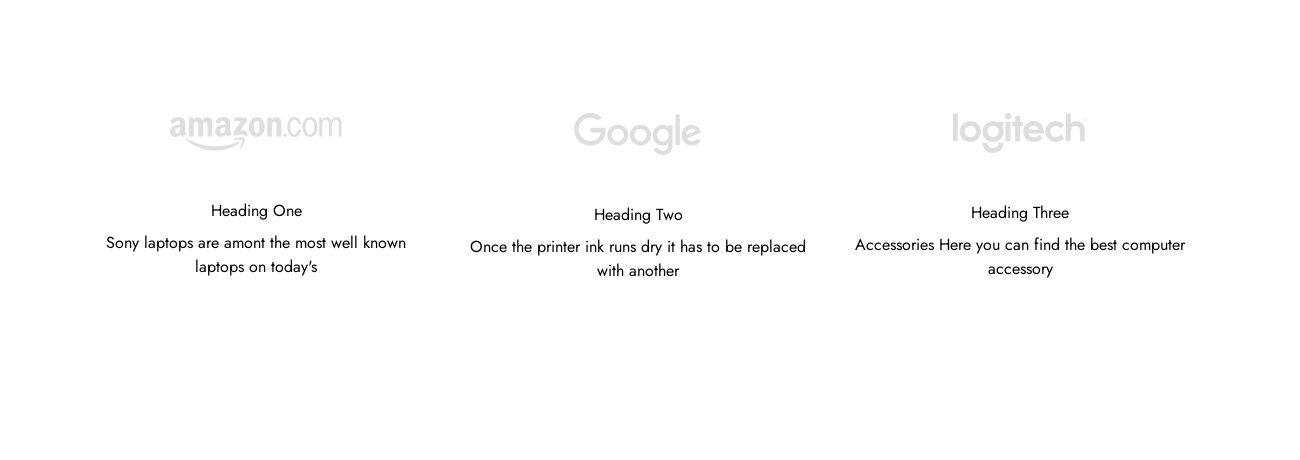 amazon.com
Google
logitech
Heading One
Sony laptops are amont the most well known
laptops on today's
Heading Two
Once the printer ink runs dry it has to be replaced
with another
Heading Three
Accessories Here you can find the best computer
accessory